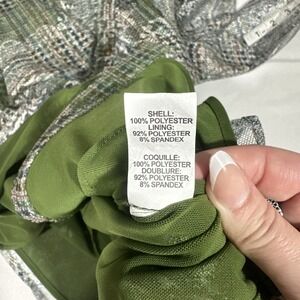 SHELL:
100% POLYESTER
LINING:
92% POLYESTER
8% SPANDEX
COQUILLE:
100% POLYESTER
DOUBLURE:
92% POLYESTER
8% SPANDEX